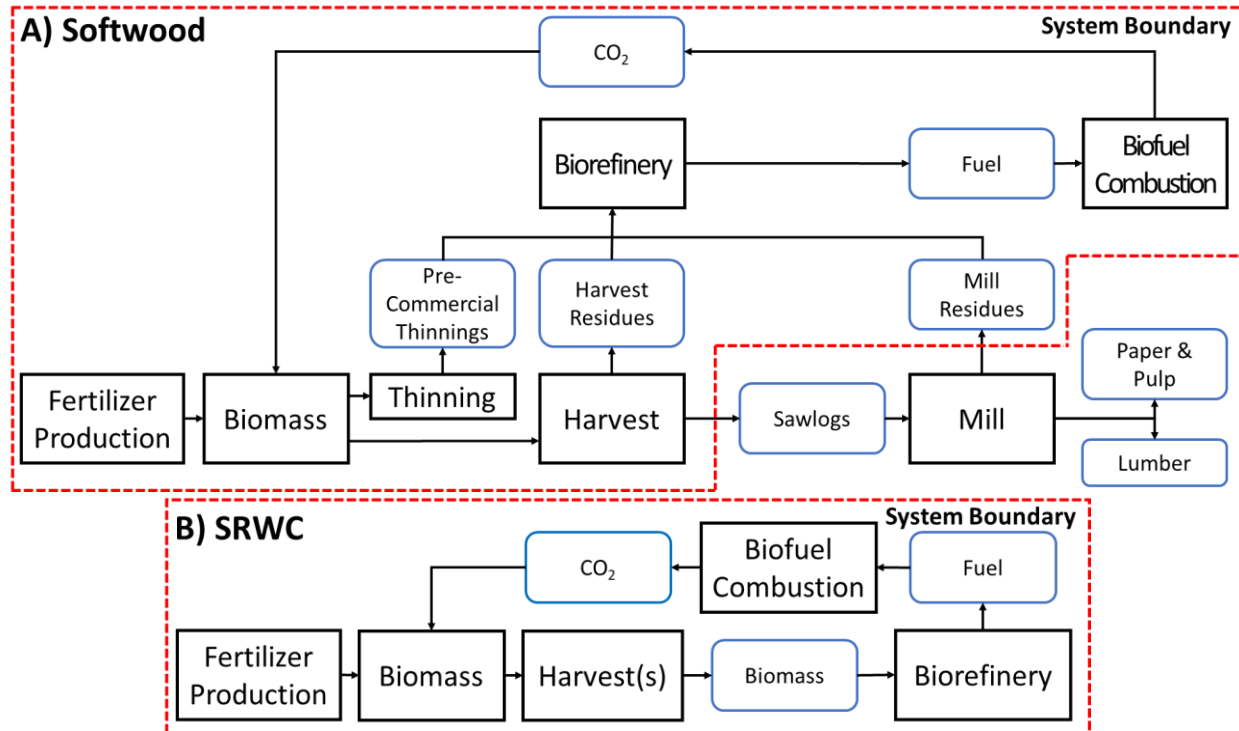 A) Softwood
System Boundary
CO₂
Biorefinery
Fuel
Biofuel
Combustion
Pre-
Commercial
Thinnings
Harvest
Residues
Mill
Residues
Fertilizer
Production
Biomass
Thinning
Harvest
Sawlogs
Mill
Paper &
Pulp
Lumber
B) SRWC
System Boundary
CO₂
Biofuel
Combustion
Fuel
Fertilizer
Production
Biomass
Harvest(s)
Biomass
Biorefinery